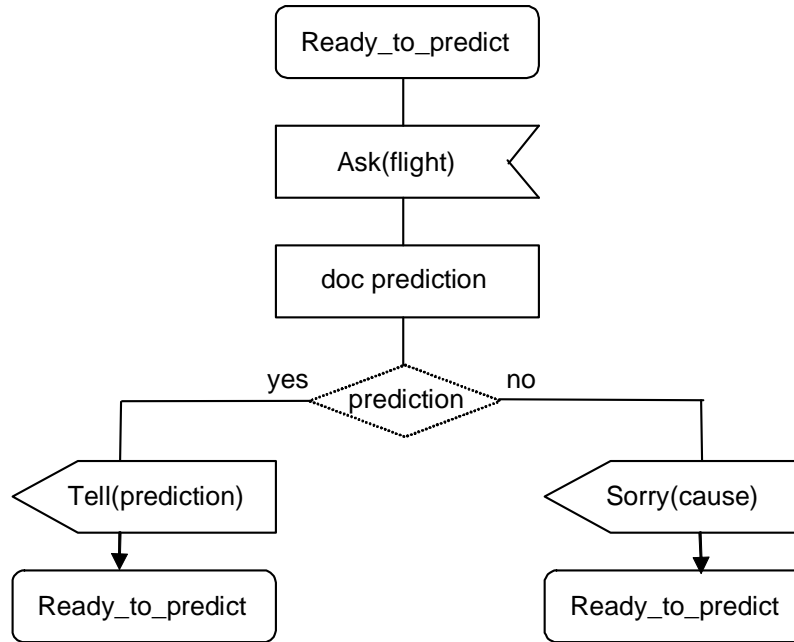 Ready_to_predict
Ask(flight)
doc prediction
yes
no
prediction
Tell(prediction)
Sorry(cause)
Ready_to_predict
Ready_to_predict